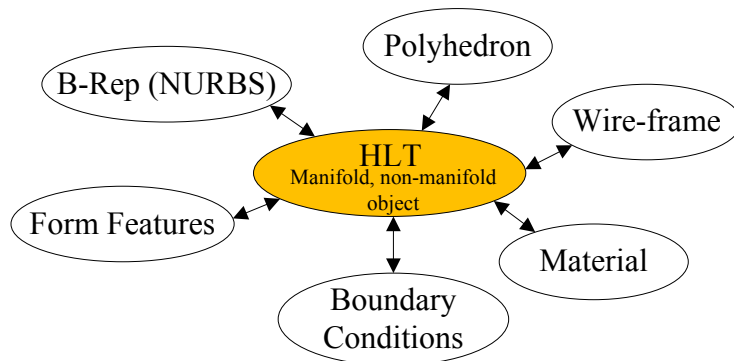 Polyhedron
B-Rep (NURBS)
Wire-frame
HLT
Manifold, non-manifold
object
Form Features
Material
Boundary
Conditions